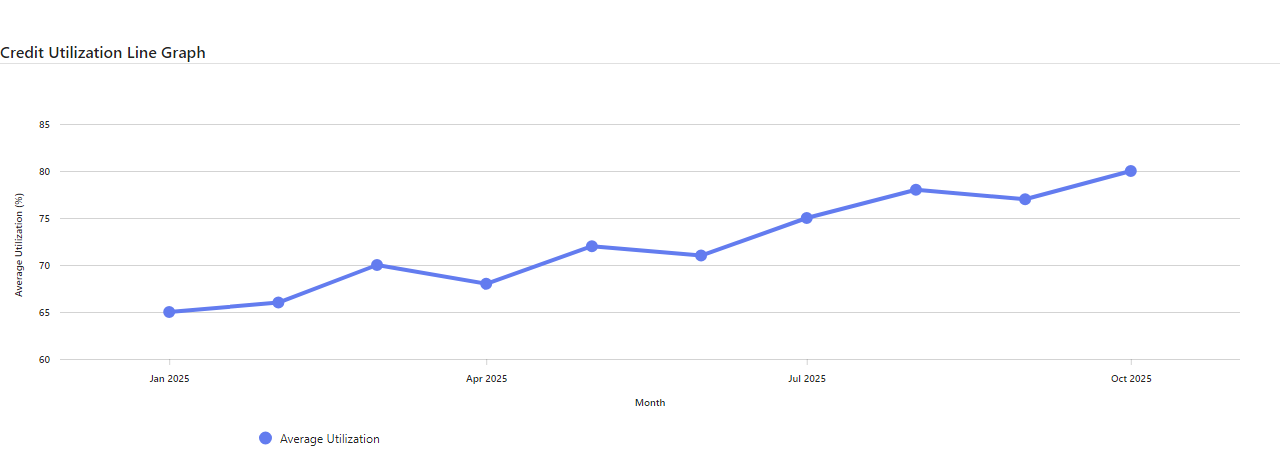 Credit Utilization Line Graph
85
80
75
70
65
60
Average Utilization (%)
Jan 2025 Apr 2025 Jul 2025 Oct 2025
Month
Average Utilization